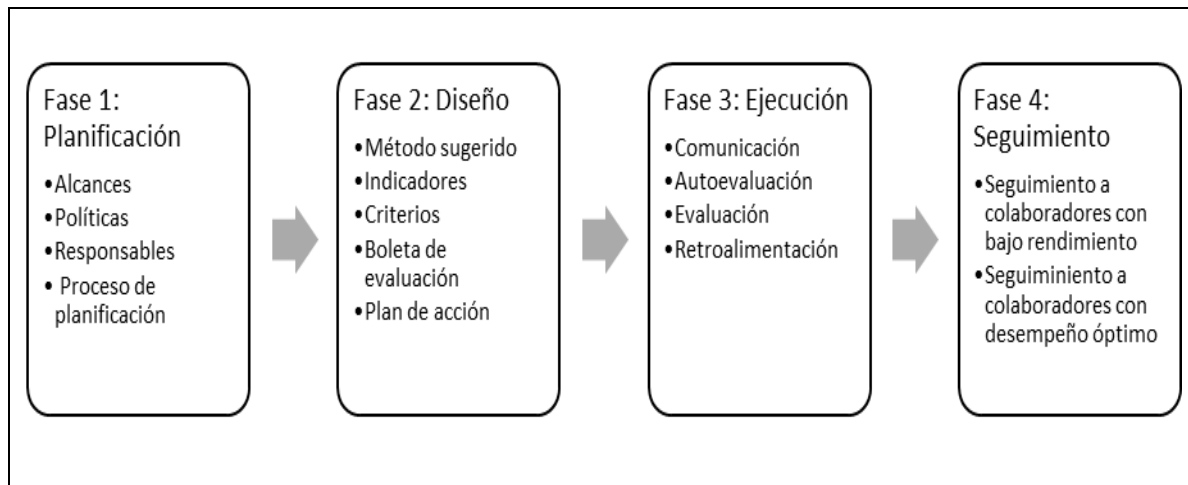 Fase 1:
Planificación
•Alcances
•Políticas
•Responsables
• Proceso de
planificación
Fase 2: Diseño
•Método sugerido
•Indicadores
•Criterios
•Boleta de
evaluación
•Plan de acción
Fase 3: Ejecución
•Comunicación
•Autoevaluación
•Evaluación
•Retroalimentación
Fase 4:
Seguimiento
•Seguimiento a
colaboradores con
bajo rendimiento
•Seguiminiento a
colaboradores con
desempeño óptimo